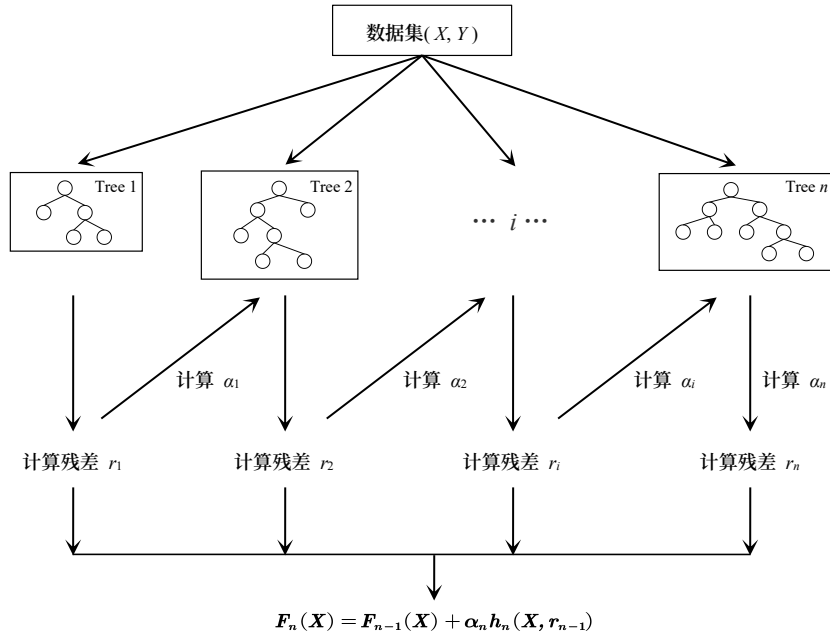 数据集(X, Y)
Tree 1
Tree 2
··· i ···
Tree n
计算 α₁
计算 α₂
计算 αᵢ
计算 αₙ
计算残差 r₁
计算残差 r₂
计算残差 rᵢ
计算残差 rₙ
Fₙ(X) = Fₙ₋₁(X) + αₙhₙ(X, rₙ₋₁)